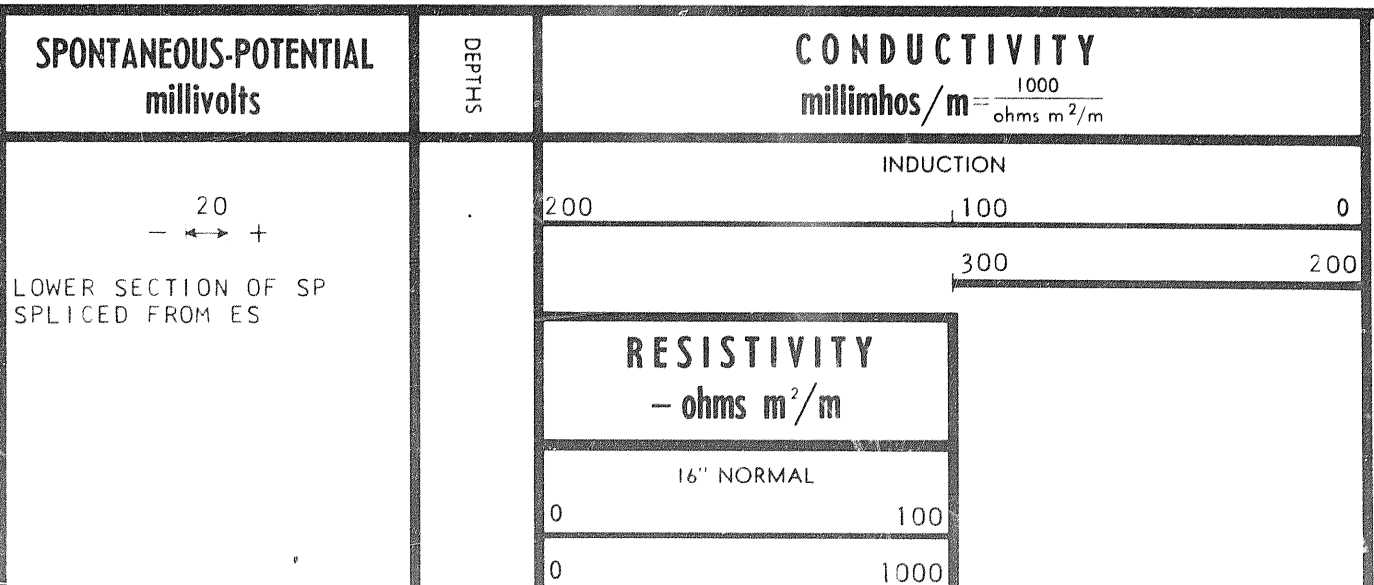 SPONTANEOUS-POTENTIAL
millivolts
DEPTHS
CONDUCTIVITY
millimhos/m = 1000 / ohms m²/m
20
- +
LOWER SECTION OF SP
SPLICED FROM ES
INDUCTION
200 100 0
300 200
RESISTIVITY
- ohms m²/m
16" NORMAL
0 100
0 1000